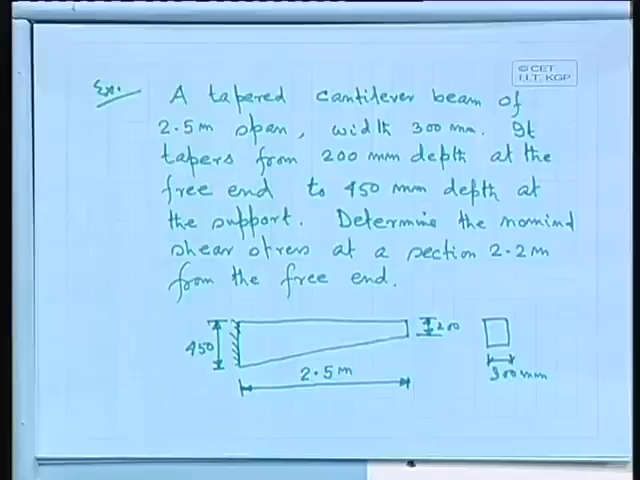 © CET
I.I.T. KGP
Ex. A tapered cantilever beam of
2.5m span, width 300 mm. It
tapers from 200 mm depth at the
free end to 450 mm depth at
the support. Determine the nominal
shear stress at a section 2.2m
from the free end.
450
200
2.5m
300 mm